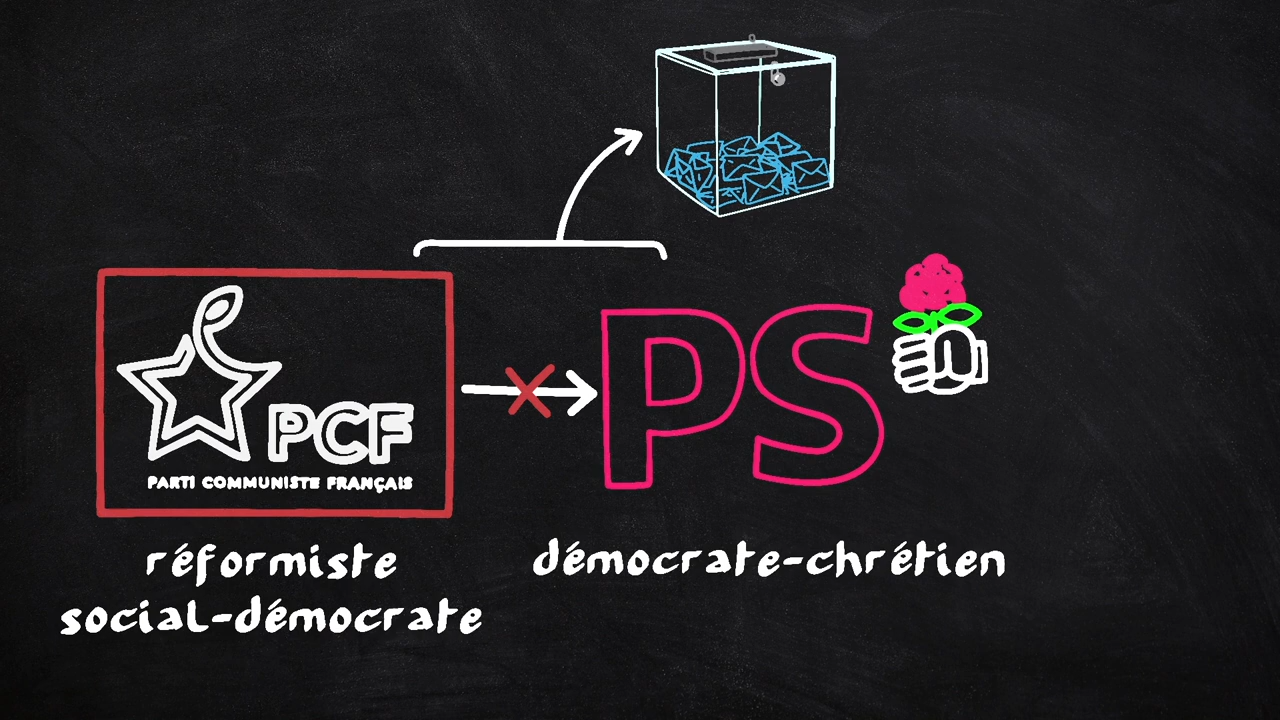 PCF
PARTI COMMUNISTE FRANÇAIS
PS
réformiste
social-démocrate
démocrate-chrétien